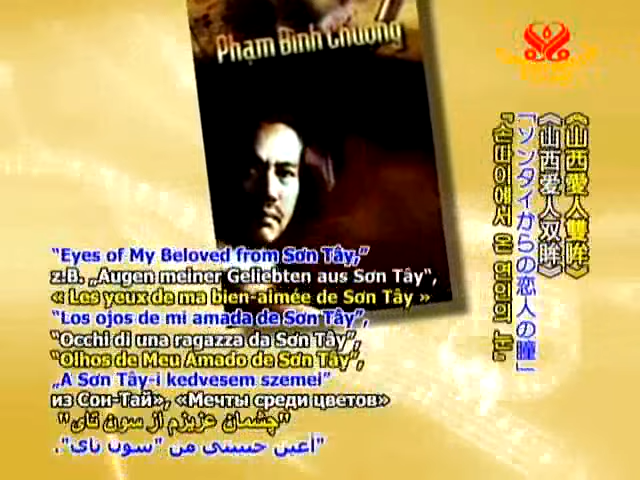 Phạm Đình Chương
“Eyes of My Beloved from Sơn Tây,”
z.B. „Augen meiner Geliebten aus Sơn Tây“,
« Les yeux de ma bien-aimée de Sơn Tây »
“Los ojos de mi amada de Sơn Tây”,
“Occhi di una ragazza da Sơn Tây”,
“Olhos de Meu Amado de Sơn Tây”,
„A Sơn Tây-i kedvesem szemei”
из Сон-Тай», «Мечты среди цветов»
"چشمان عزیزم از سون تای"
"أعين حبيبتي من "سون تاي".
《山西愛人雙眸》
《山西爱人双眸》
「ソンタイからの恋人の瞳」
『손따이에서 온 연인의 눈』